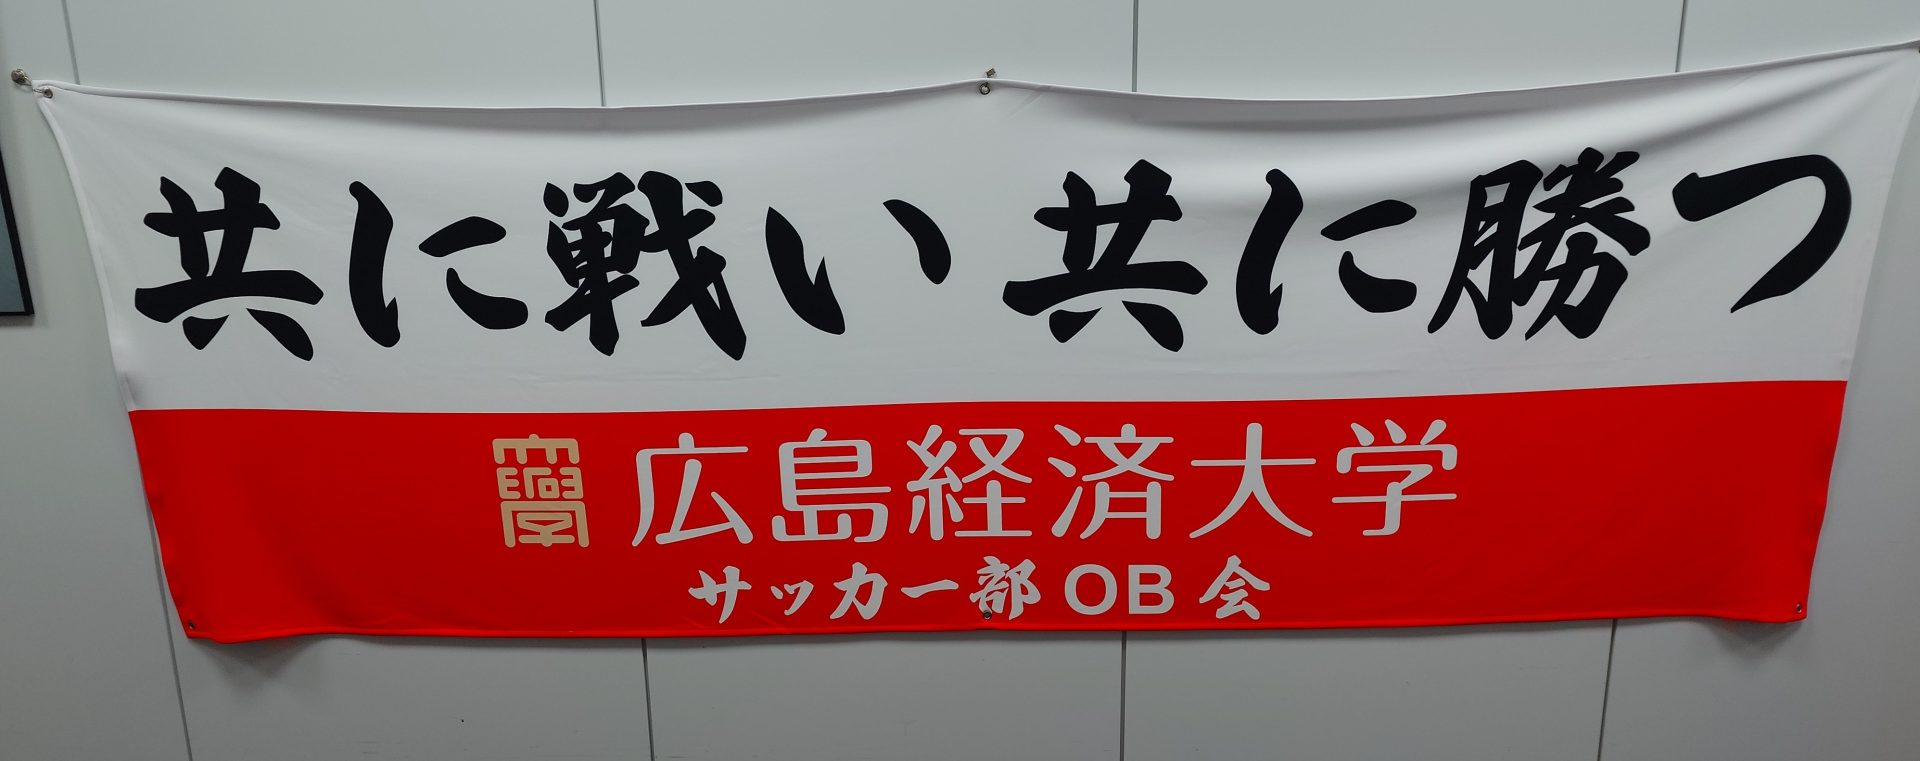 共に戦い 共に勝つ
広島経済大学
サッカー部 OB 会